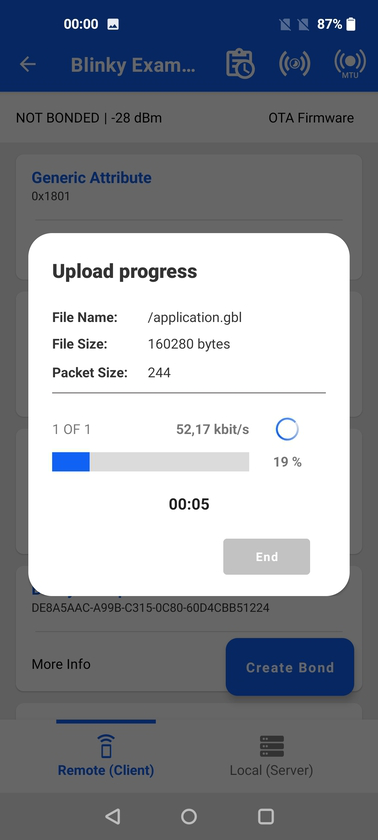 00:00 87%
Blinky Exam... MTU
NOT BONDED | -28 dBm OTA Firmware
Generic Attribute
0x1801
Upload progress
File Name: /application.gbl
File Size: 160280 bytes
Packet Size: 244
1 OF 1 52,17 kbit/s
19 %
00:05
End
DE8A5AAC-A99B-C315-0C80-60D4CBB51224
More Info Create Bond
Remote (Client) Local (Server)